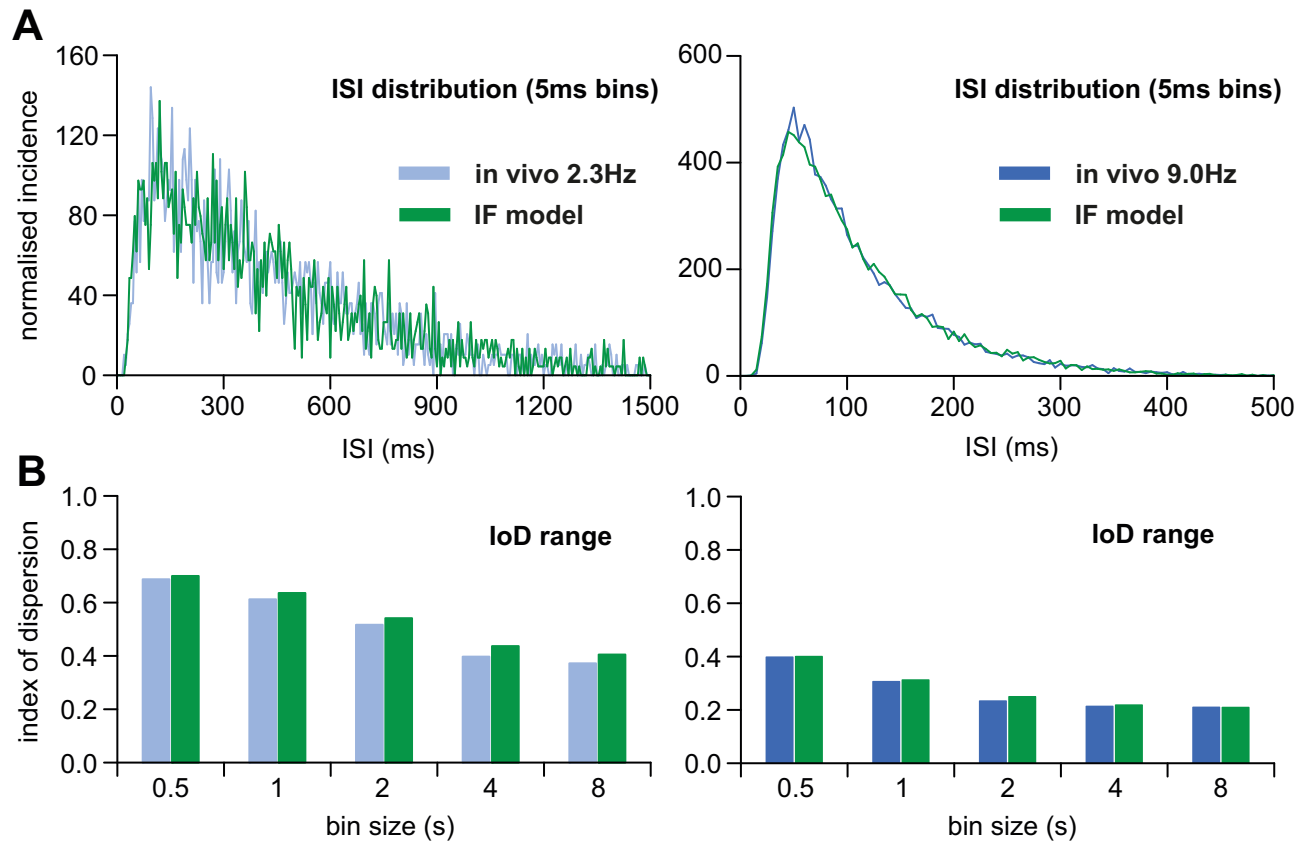 A
ISI distribution (5ms bins)
in vivo 2.3Hz
IF model
normalised incidence
160
120
80
40
0
0 300 600 900 1200 1500
ISI (ms)
ISI distribution (5ms bins)
in vivo 9.0Hz
IF model
600
400
200
0
0 100 200 300 400 500
ISI (ms)
B
IoD range
index of dispersion
1.0
0.8
0.6
0.4
0.2
0.0
0.5 1 2 4 8
bin size (s)
IoD range
1.0
0.8
0.6
0.4
0.2
0.0
0.5 1 2 4 8
bin size (s)